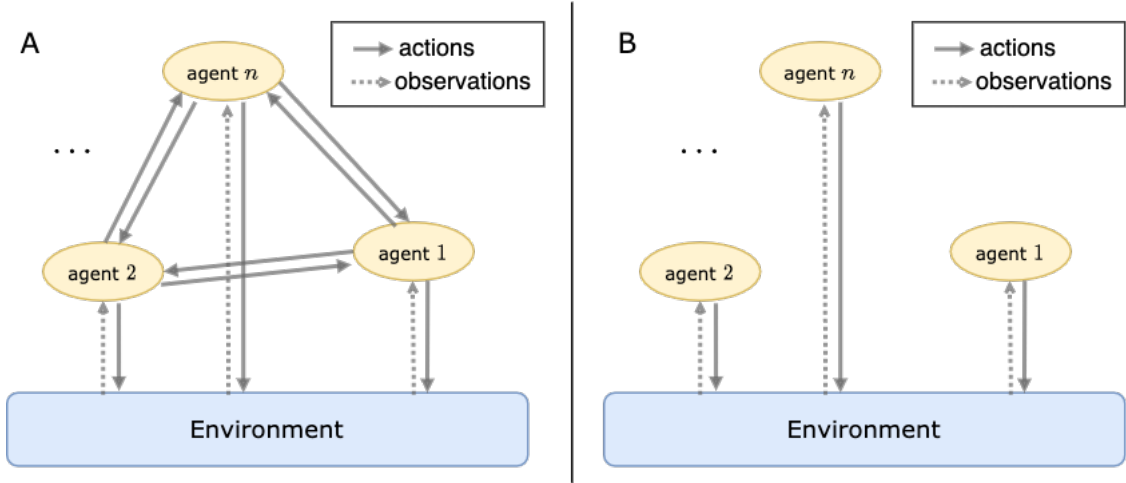 A
actions
observations
agent n
. . .
agent 2
agent 1
Environment
B
actions
observations
agent n
. . .
agent 2
agent 1
Environment